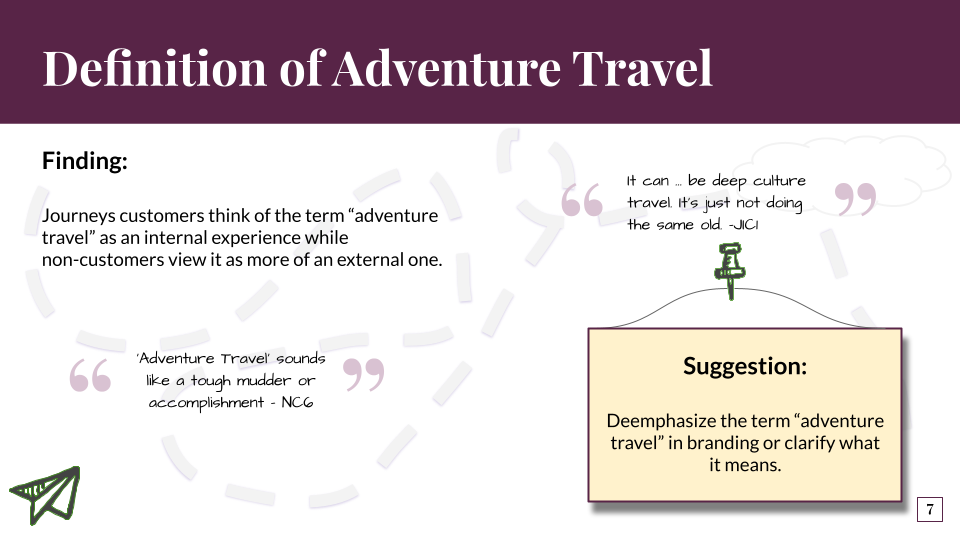 Definition of Adventure Travel
Finding:
Journeys customers think of the term “adventure
travel” as an internal experience while
non-customers view it as more of an external one.
“ 'Adventure Travel' sounds
like a tough mudder or
accomplishment - NC6 ”
“ It can ... be deep culture
travel. It's just not doing
the same old. -JIC1 ”
Suggestion:
Deemphasize the term “adventure
travel” in branding or clarify what
it means.
7